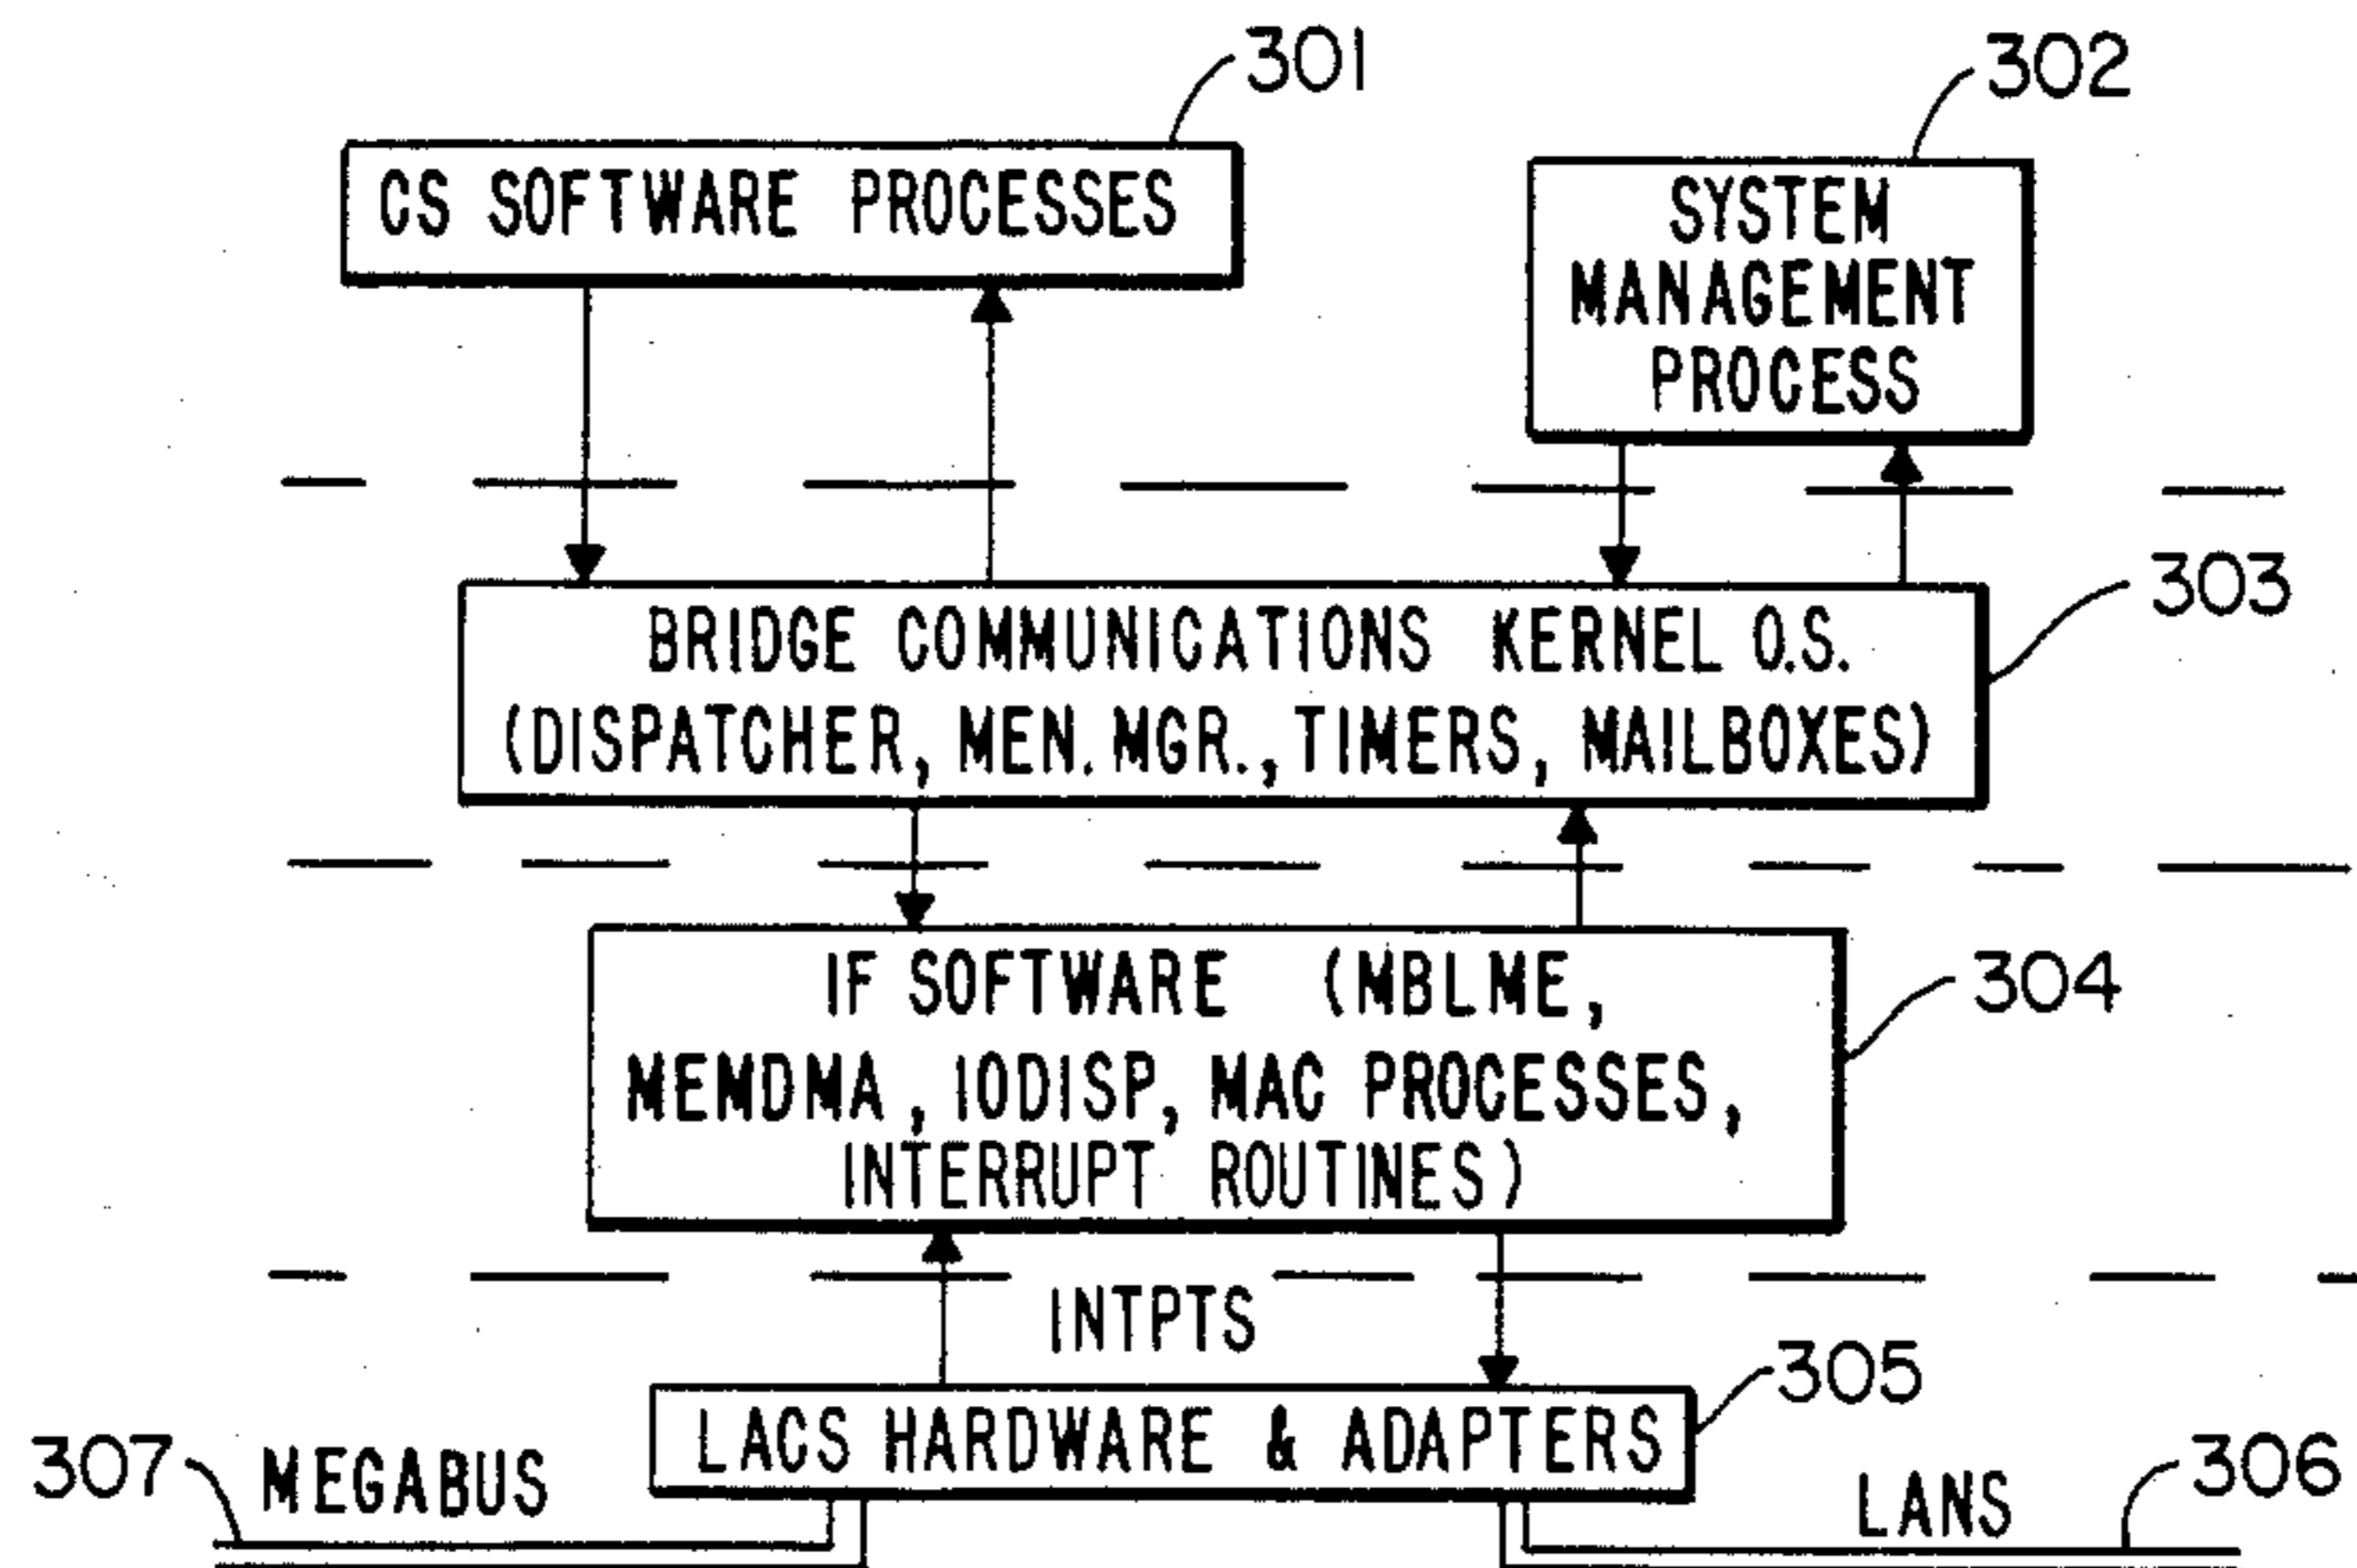 301
302
CS SOFTWARE PROCESSES
SYSTEM
MANAGEMENT
PROCESS
303
BRIDGE COMMUNICATIONS KERNEL O.S.
(DISPATCHER, MEN. MGR., TIMERS, MAILBOXES)
304
IF SOFTWARE (MBLME,
MEMDMA, IODISP, MAC PROCESSES,
INTERRUPT ROUTINES)
INTPTS
305
LACS HARDWARE & ADAPTERS
307
MEGABUS
LANS
306